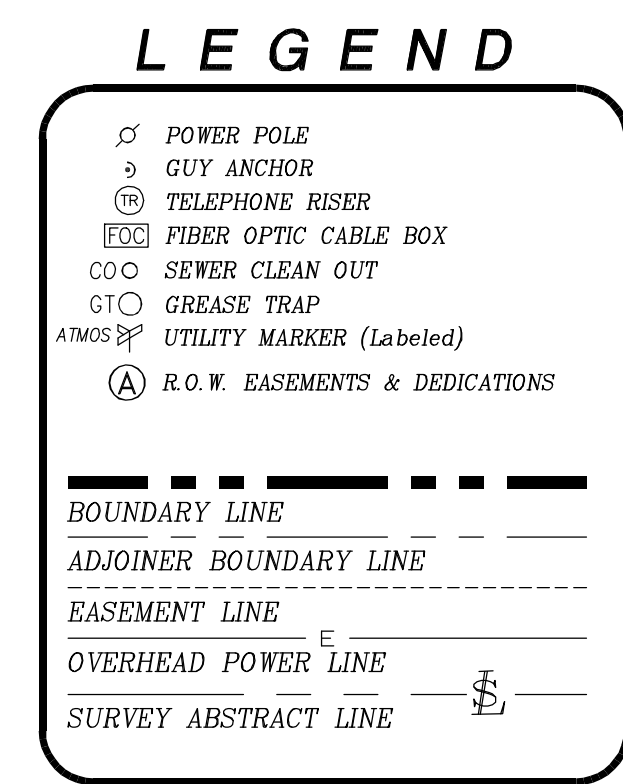 LEGEND
POWER POLE
GUY ANCHOR
TR TELEPHONE RISER
FOC FIBER OPTIC CABLE BOX
CO SEWER CLEAN OUT
GT GREASE TRAP
ATMOS UTILITY MARKER (Labeled)
A R.O.W. EASEMENTS & DEDICATIONS
BOUNDARY LINE
ADJOINER BOUNDARY LINE
EASEMENT LINE
E
OVERHEAD POWER LINE
SL
SURVEY ABSTRACT LINE